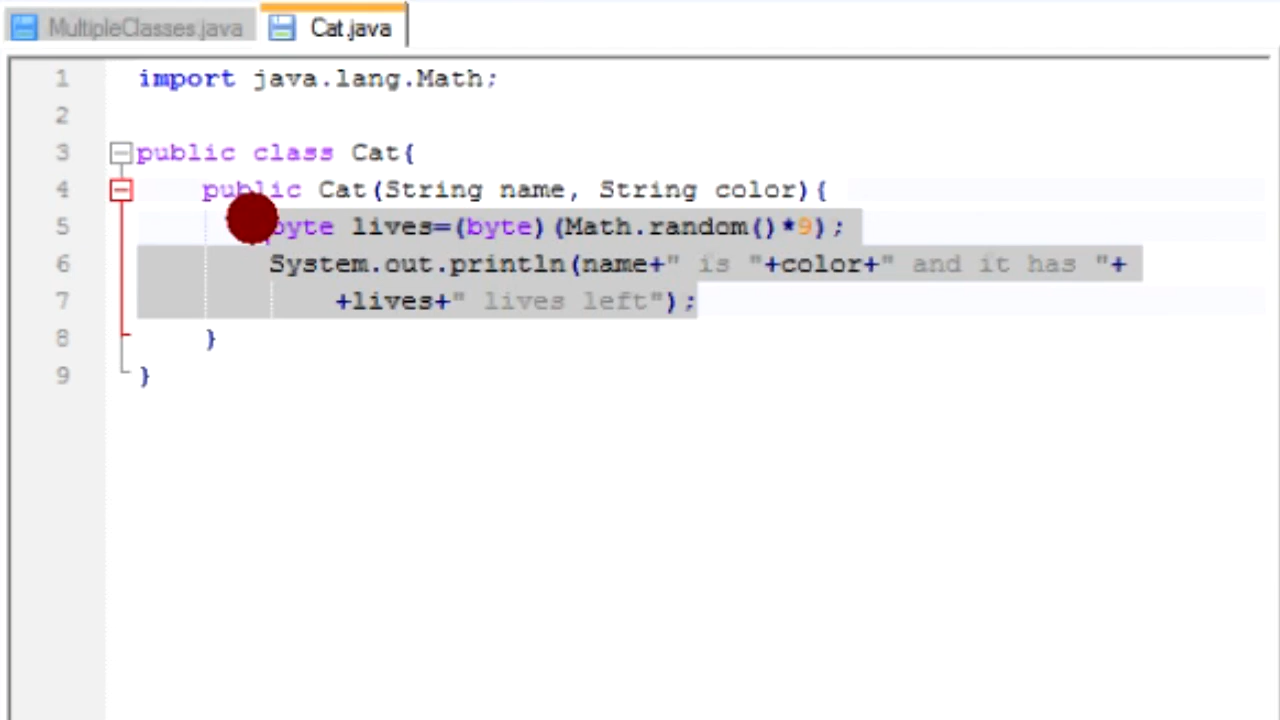 MultipleClasses.java Cat.java
1 import java.lang.Math;
2
3 public class Cat{
4 public Cat(String name, String color){
5 byte lives=(byte)(Math.random()*9);
6 System.out.println(name+" is "+color+" and it has "+
7 +lives+" lives left");
8 }
9 }